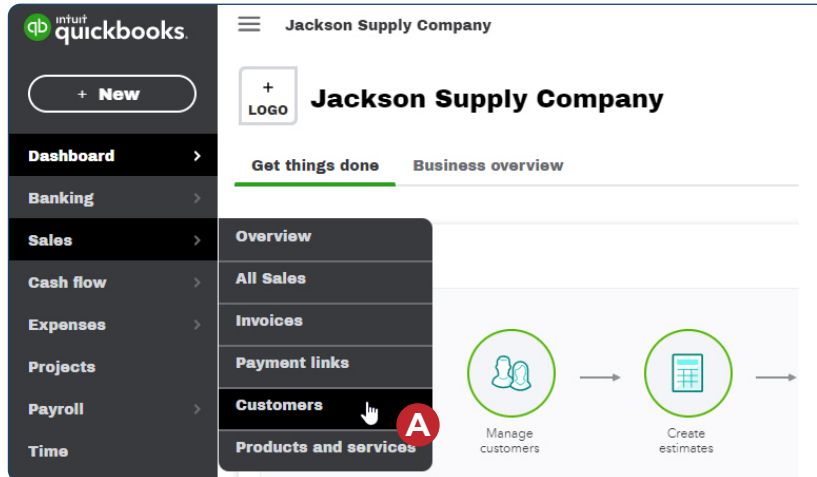 qb intuit quickbooks.
Jackson Supply Company
+ New
+ LOGO
Jackson Supply Company
Get things done
Business overview
Dashboard
Banking
Sales
Cash flow
Expenses
Projects
Payroll
Time
Overview
All Sales
Invoices
Payment links
Customers
A
Products and services
Manage
customers
Create
estimates